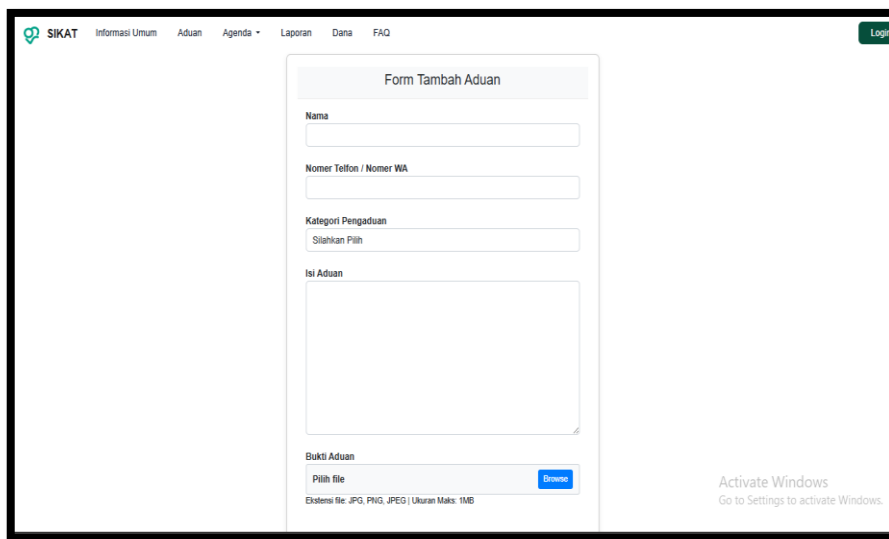 SIKAT Informasi Umum Aduan Agenda Laporan Dana FAQ Login
Form Tambah Aduan
Nama
Nomer Telfon / Nomer WA
Kategori Pengaduan
Silahkan Pilih
Isi Aduan
Bukti Aduan
Pilih file Browse
Ekstensi file: JPG, PNG, JPEG | Ukuran Maks: 1MB
Activate Windows
Go to Settings to activate Windows.